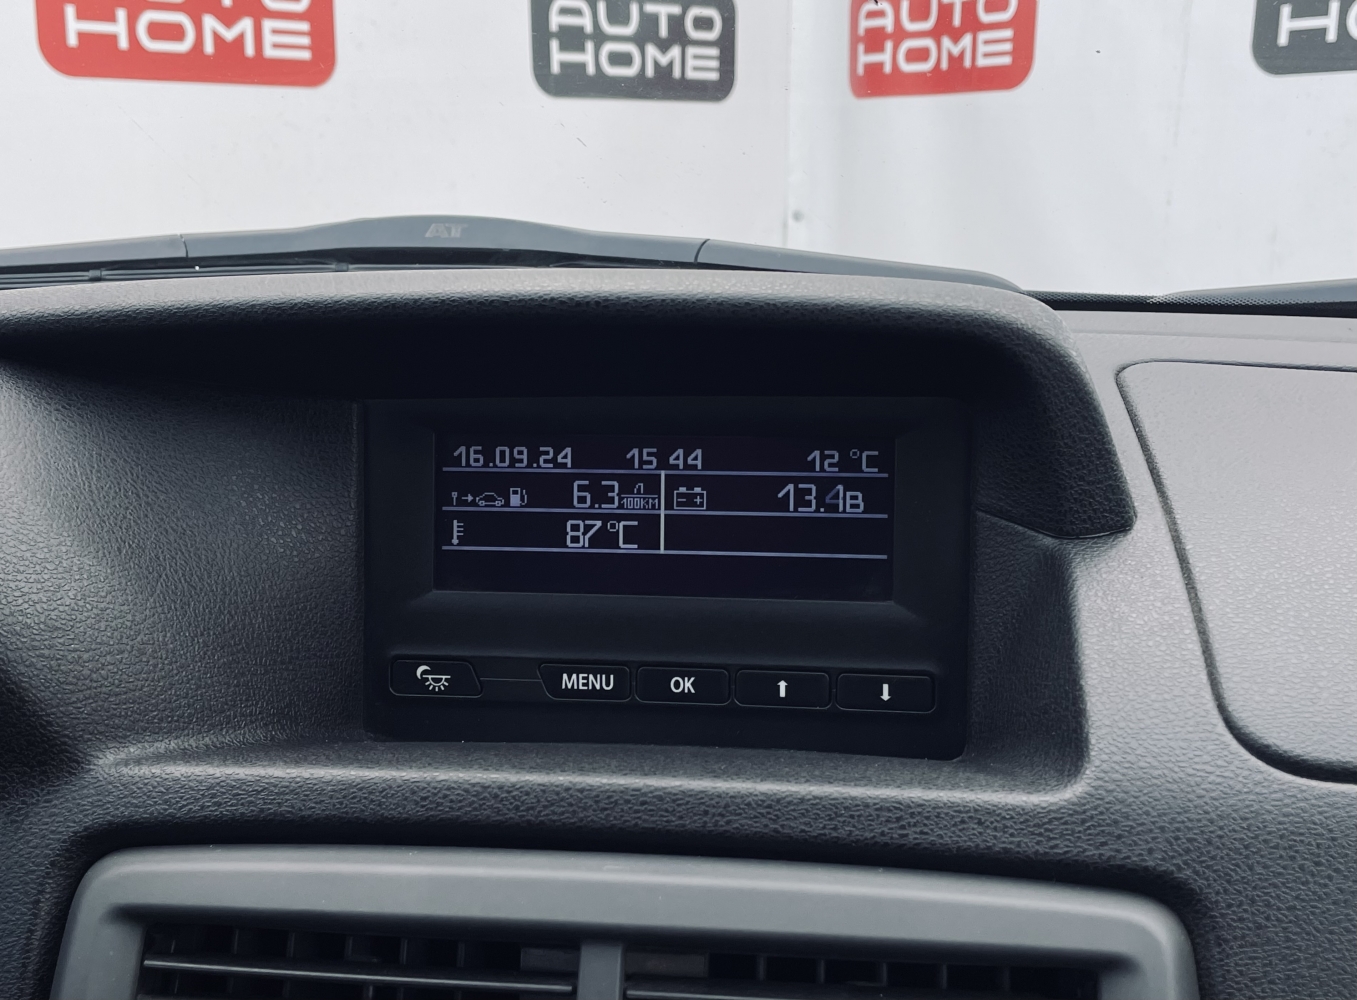 AUTO
HOME
AUTO
HOME
AUTO
HOME
AT
16.09.24 15 44 12 °C
6.3 л/100КМ 13.4В
87 °C
MENU OK